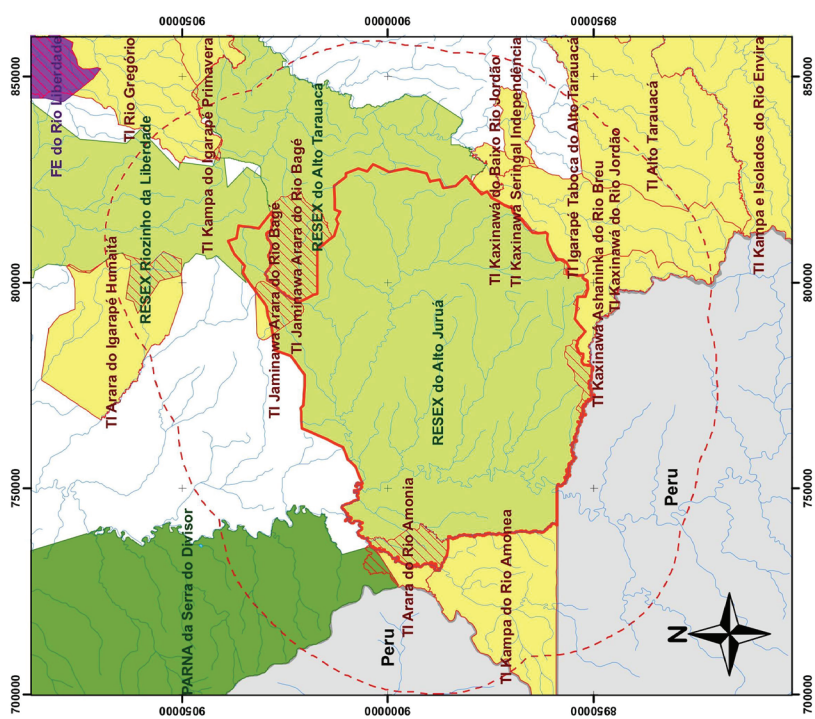 9050000
9000000
8950000
850000
800000
750000
700000
FE do Rio Liberdade
TI Rio Gregório
RESEX Riozinho da Liberdade
TI Kampa do Igarapé Primavera
TI Arara do Igarapé Humaitá
TI Jaminawa Arara do Rio Bagé
TI Jaminawa Arara do Rio Bagé
RESEX do Alto Tarauacá
RESEX do Alto Juruá
TI Kaxinawá do Baixo Rio Jordão
TI Kaxinawá Seringal Independência
TI Igarapé Taboca do Alto Tarauacá
TI Kaxinawá Ashaninka do Rio Breu
TI Kaxinawá do Rio Jordão
TI Alto Tarauacá
TI Kampa e Isolados do Rio Envira
PARNA da Serra do Divisor
TI Arara do Rio Amonia
TI Kampa do Rio Amonea
Peru
Peru
N
850000
800000
750000
700000
9050000
9000000
8950000